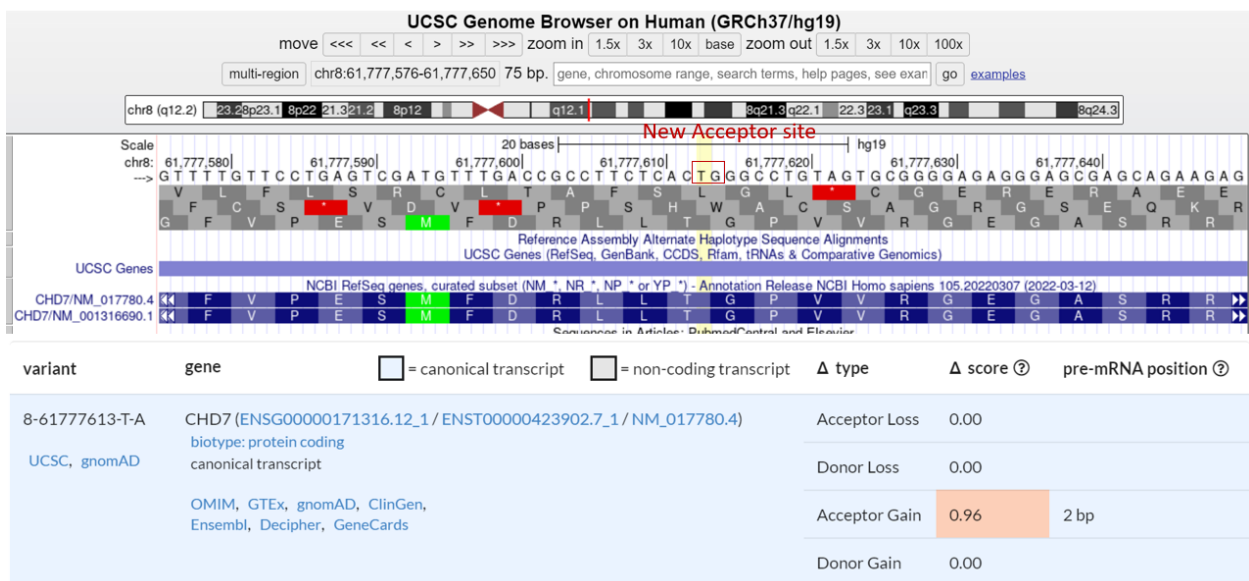 UCSC Genome Browser on Human (GRCh37/hg19)
move <<< << < > >> >>> zoom in 1.5x 3x 10x base zoom out 1.5x 3x 10x 100x
multi-region chr8:61,777,576-61,777,650 75 bp. gene, chromosome range, search terms, help pages, see exan go examples
chr8 (q12.2) 23.2 8p23.1 8p22 21.3 21.2 8p12 q12.1 8q21.3 q22.1 22.3 23.1 q23.3 8q24.3
New Acceptor site
Scale 20 bases hg19
chr8: 61,777,580 61,777,590 61,777,600 61,777,610 61,777,620 61,777,630 61,777,640
---> G T T T T G T T C C T G A G T C G A T G T T T G A C C G C C T T C T C A C T G G G C C T G T A G T G C G G G G A G A G G G A G C G A G C A G A A G A G
V L F L S R C L T A F S L G L * C G E R E R A E E
F C S * V D V * P P S H W A C S A G R G S E Q K R
G F V P E S M F D R L L T G P V V R G E G A S R R
Reference Assembly Alternate Haplotype Sequence Alignments
UCSC Genes (RefSeq, GenBank, CCDS, Rfam, tRNAs & Comparative Genomics)
UCSC Genes
NCBI RefSeq genes, curated subset (NM_*, NR_*, NP_* or YP_*) - Annotation Release NCBI Homo sapiens 105.20220307 (2022-03-12)
CHD7/NM_017780.4 F V P E S M F D R L L T G P V V R G E G A S R R
CHD7/NM_001316690.1 F V P E S M F D R L L T G P V V R G E G A S R R
Sequences in Articles: PubmedCentral and Elsevier
variant gene = canonical transcript = non-coding transcript Δ type Δ score ? pre-mRNA position ?
8-61777613-T-A CHD7 (ENSG00000171316.12_1 / ENST00000423902.7_1 / NM_017780.4) Acceptor Loss 0.00
biotype: protein coding
UCSC, gnomAD canonical transcript
Donor Loss 0.00
OMIM, GTEx, gnomAD, ClinGen,
Acceptor Gain 0.96 2 bp
Ensembl, Decipher, GeneCards
Donor Gain 0.00